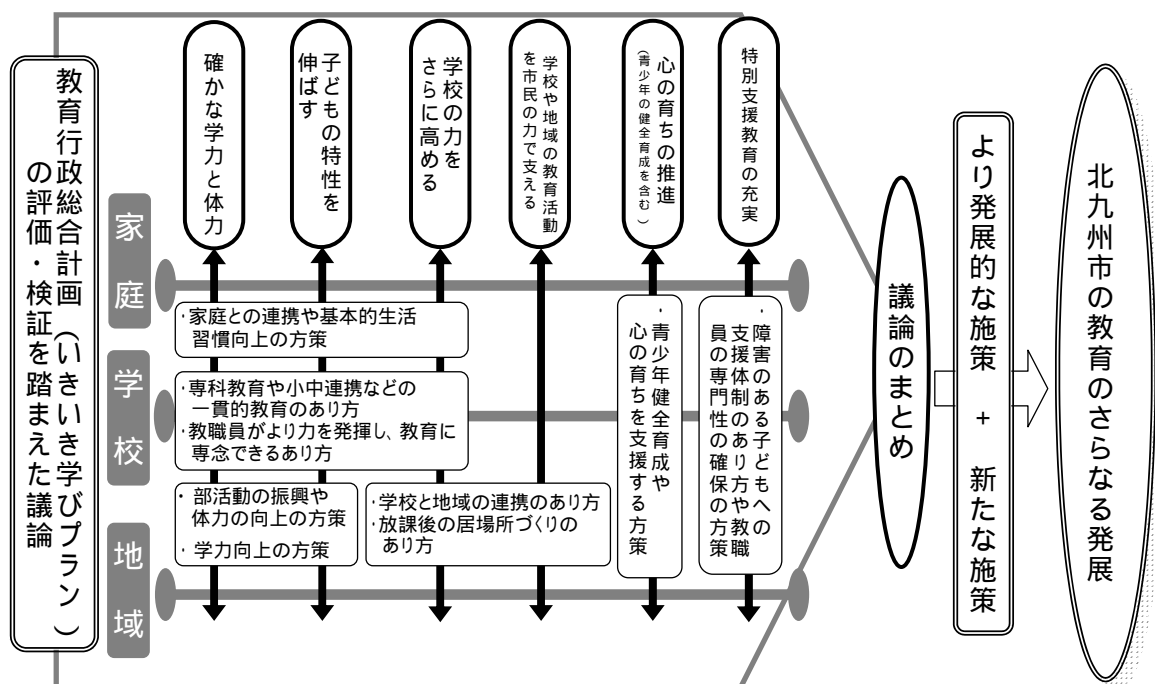 教育行政総合計画（いきいき学びプラン）
の評価・検証を踏まえた議論
家庭
学校
地域
確かな学力と体力
子どもの特性を
伸ばす
学校の力を
さらに高める
学校や地域の教育活動
を市民の力で支える
心の育ちの推進
（青少年の健全育成を含む）
特別支援教育の充実
・家庭との連携や基本的生活
習慣向上の方策
・専科教育や小中連携などの
一貫的教育のあり方
・教職員がより力を発揮し、教育に
専念できるあり方
・部活動の振興や
体力の向上の方策
・学力向上の方策
・学校と地域の連携のあり方
・放課後の居場所づくりの
あり方
・青少年健全育成や
心の育ちを支援する方策
・障害のある子どもへの
支援体制のあり方や教職
員の専門性の確保の方策
議論のまとめ
より発展的な施策 + 新たな施策
北九州市の教育のさらなる発展